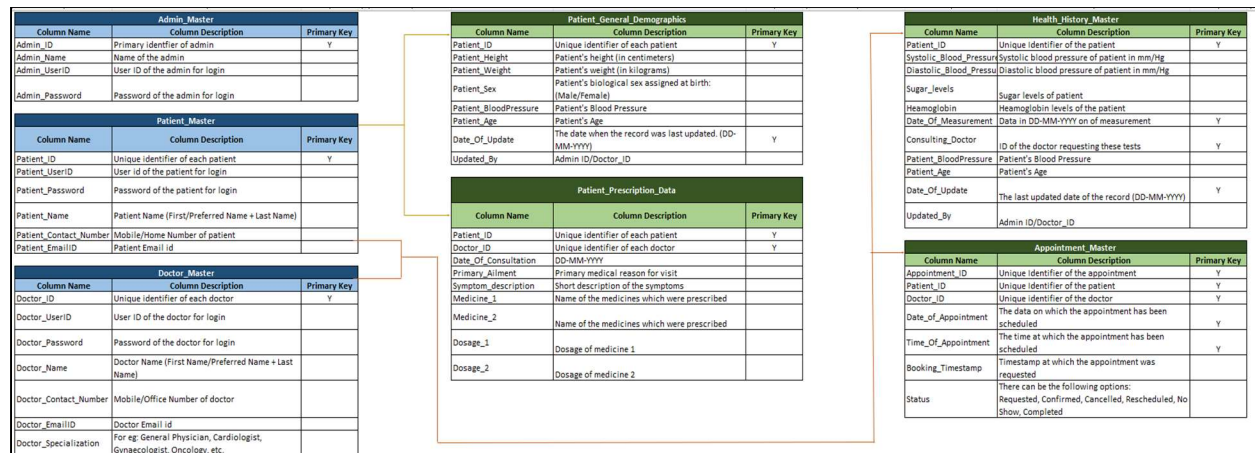 Admin_Master
Column Name Column Description Primary Key
Admin_ID Primary identfier of admin Y
Admin_Name Name of the admin
Admin_UserID User ID of the admin for login
Admin_Password Password of the admin for login
Patient_Master
Column Name Column Description Primary Key
Patient_ID Unique identifier of each patient Y
Patient_UserID User id of the patient for login
Patient_Password Password of the patient for login
Patient_Name Patient Name (First/Preferred Name + Last Name)
Patient_Contact_Number Mobile/Home Number of patient
Patient_EmailID Patient Email id
Doctor_Master
Column Name Column Description Primary Key
Doctor_ID Unique identifier of each doctor Y
Doctor_UserID User ID of the doctor for login
Doctor_Password Password of the doctor for login
Doctor_Name Doctor Name (First Name/Preferred Name + Last
Name)
Doctor_Contact_Number Mobile/Office Number of doctor
Doctor_EmailID Doctor Email id
Doctor_Specialization For eg: General Physician, Cardiologist,
Gynaecologist, Oncology, etc.
Patient_General_Demographics
Column Name Column Description Primary Key
Patient_ID Unique identifier of each patient Y
Patient_Height Patient's height (in centimeters)
Patient_Weight Patient's weight (in kilograms)
Patient_Sex Patient's biological sex assigned at birth:
(Male/Female)
Patient_BloodPressure Patient's Blood Pressure
Patient_Age Patient's Age
Date_Of_Update The date when the record was last updated. (DD-
MM-YYYY) Y
Updated_By Admin ID/Doctor_ID
Patient_Prescription_Data
Column Name Column Description Primary Key
Patient_ID Unique identifier of each patient Y
Doctor_ID Unique identifier of each doctor Y
Date_Of_Consultation DD-MM-YYYY
Primary_Ailment Primary medical reason for visit
Symptom_description Short description of the symptoms
Medicine_1 Name of the medicines which were prescribed
Medicine_2 Name of the medicines which were prescribed
Dosage_1 Dosage of medicine 1
Dosage_2 Dosage of medicine 2
Health_History_Master
Column Name Column Description Primary Key
Patient_ID Unique Identifier of the patient Y
Systolic_Blood_Pressur Systolic blood pressure of patient in mm/Hg
Diastolic_Blood_Pressu Diastolic blood pressure of patient in mm/Hg
Sugar_levels Sugar levels of patient
Heamoglobin Heamoglobin levels of the patient
Date_Of_Measurement Data in DD-MM-YYYY on of measurement Y
Consulting_Doctor ID of the doctor requesting these tests Y
Patient_BloodPressure Patient's Blood Pressure
Patient_Age Patient's Age
Date_Of_Update The last updated date of the record (DD-MM-YYYY) Y
Updated_By Admin ID/Doctor_ID
Appointment_Master
Column Name Column Description Primary Key
Appointment_ID Unique Identifier of the appointment Y
Patient_ID Unique Identifier of the patient Y
Doctor_ID Unique identifier of the doctor Y
Date_of_Appointment The data on which the appointment has been
scheduled Y
Time_Of_Appointment The time at which the appointment has been
scheduled Y
Booking_Timestamp Timestamp at which the appointment was
requested
Status There can be the following options:
Requested, Confirmed, Cancelled, Rescheduled, No
Show, Completed